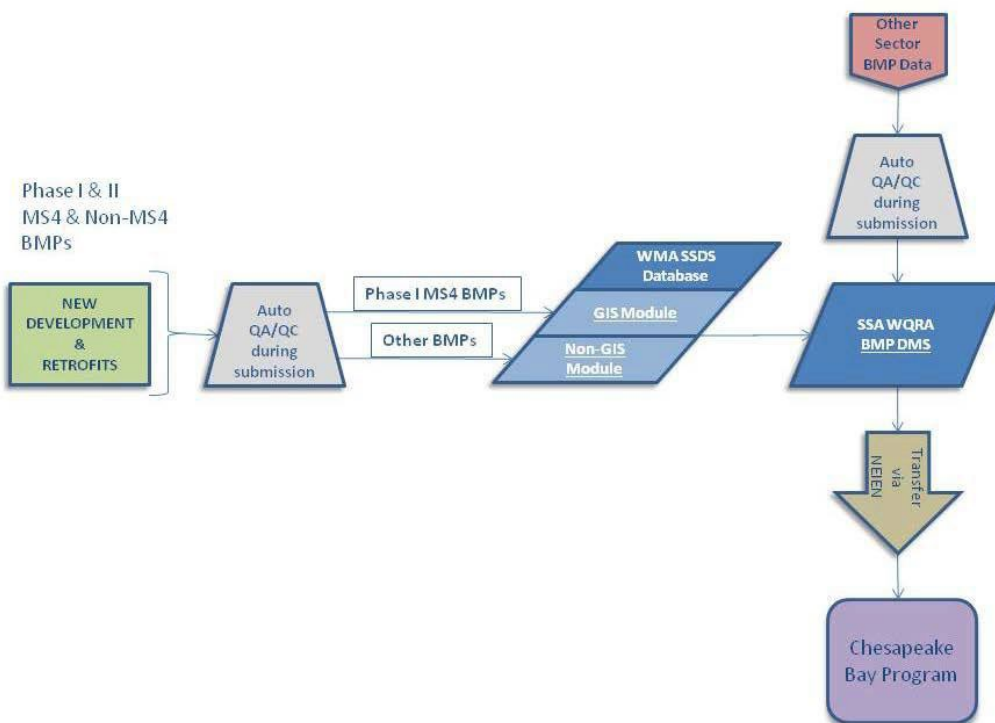 Other
Sector
BMP Data
Auto
QA/QC
during
submission
Phase I & II
MS4 & Non-MS4
BMPs
NEW
DEVELOPMENT
&
RETROFITS
Auto
QA/QC
during
submission
Phase I MS4 BMPs
Other BMPs
WMA SSDS
Database
GIS Module
Non-GIS
Module
SSA WQRA
BMP DMS
Transfer
via
NEIEN
Chesapeake
Bay Program